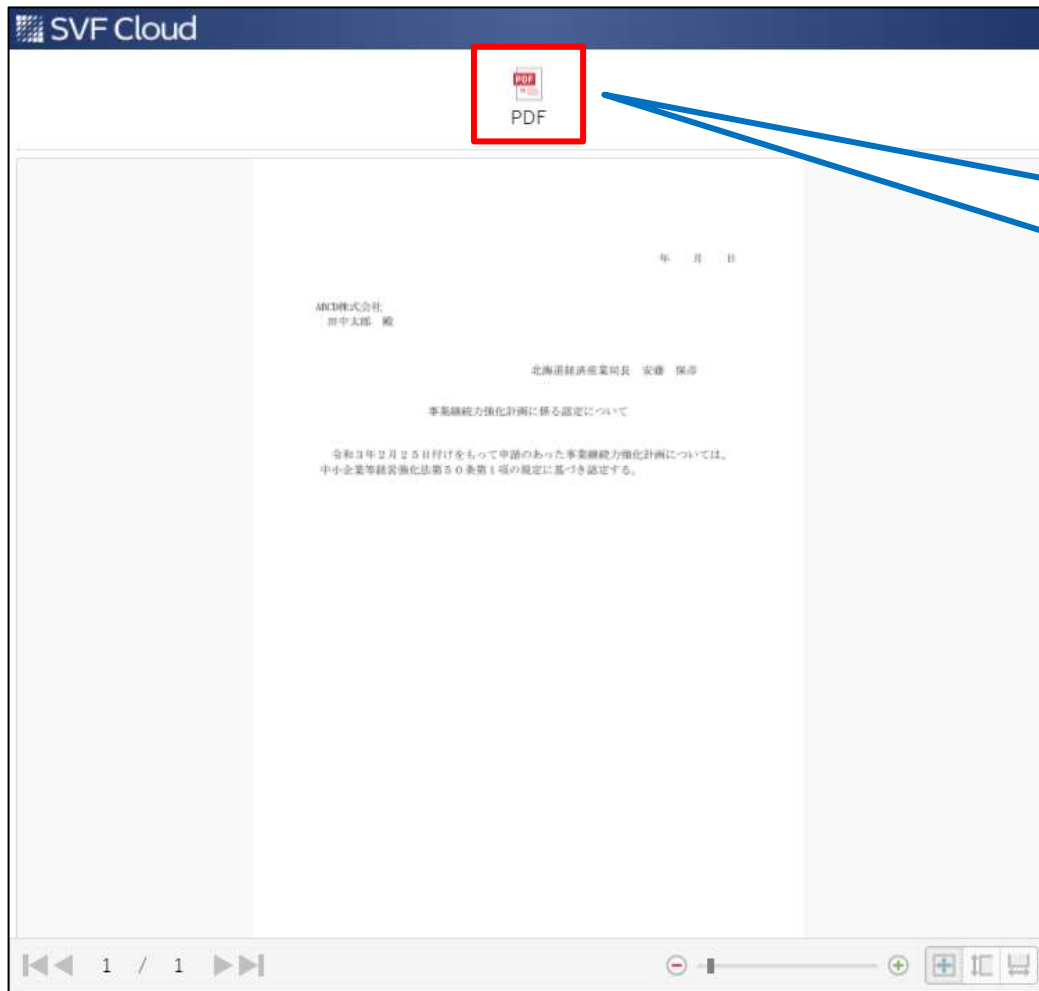 SVF Cloud
PDF
PDF
年 月 日
ABCD株式会社
田中太郎 殿
北海道経済産業局長 安藤 保彦
事業継続力強化計画に係る認定について
令和3年2月25日付けをもって申請のあった事業継続力強化計画については、
中小企業等経営強化法第50条第1項の規定に基づき認定する。
1 / 1